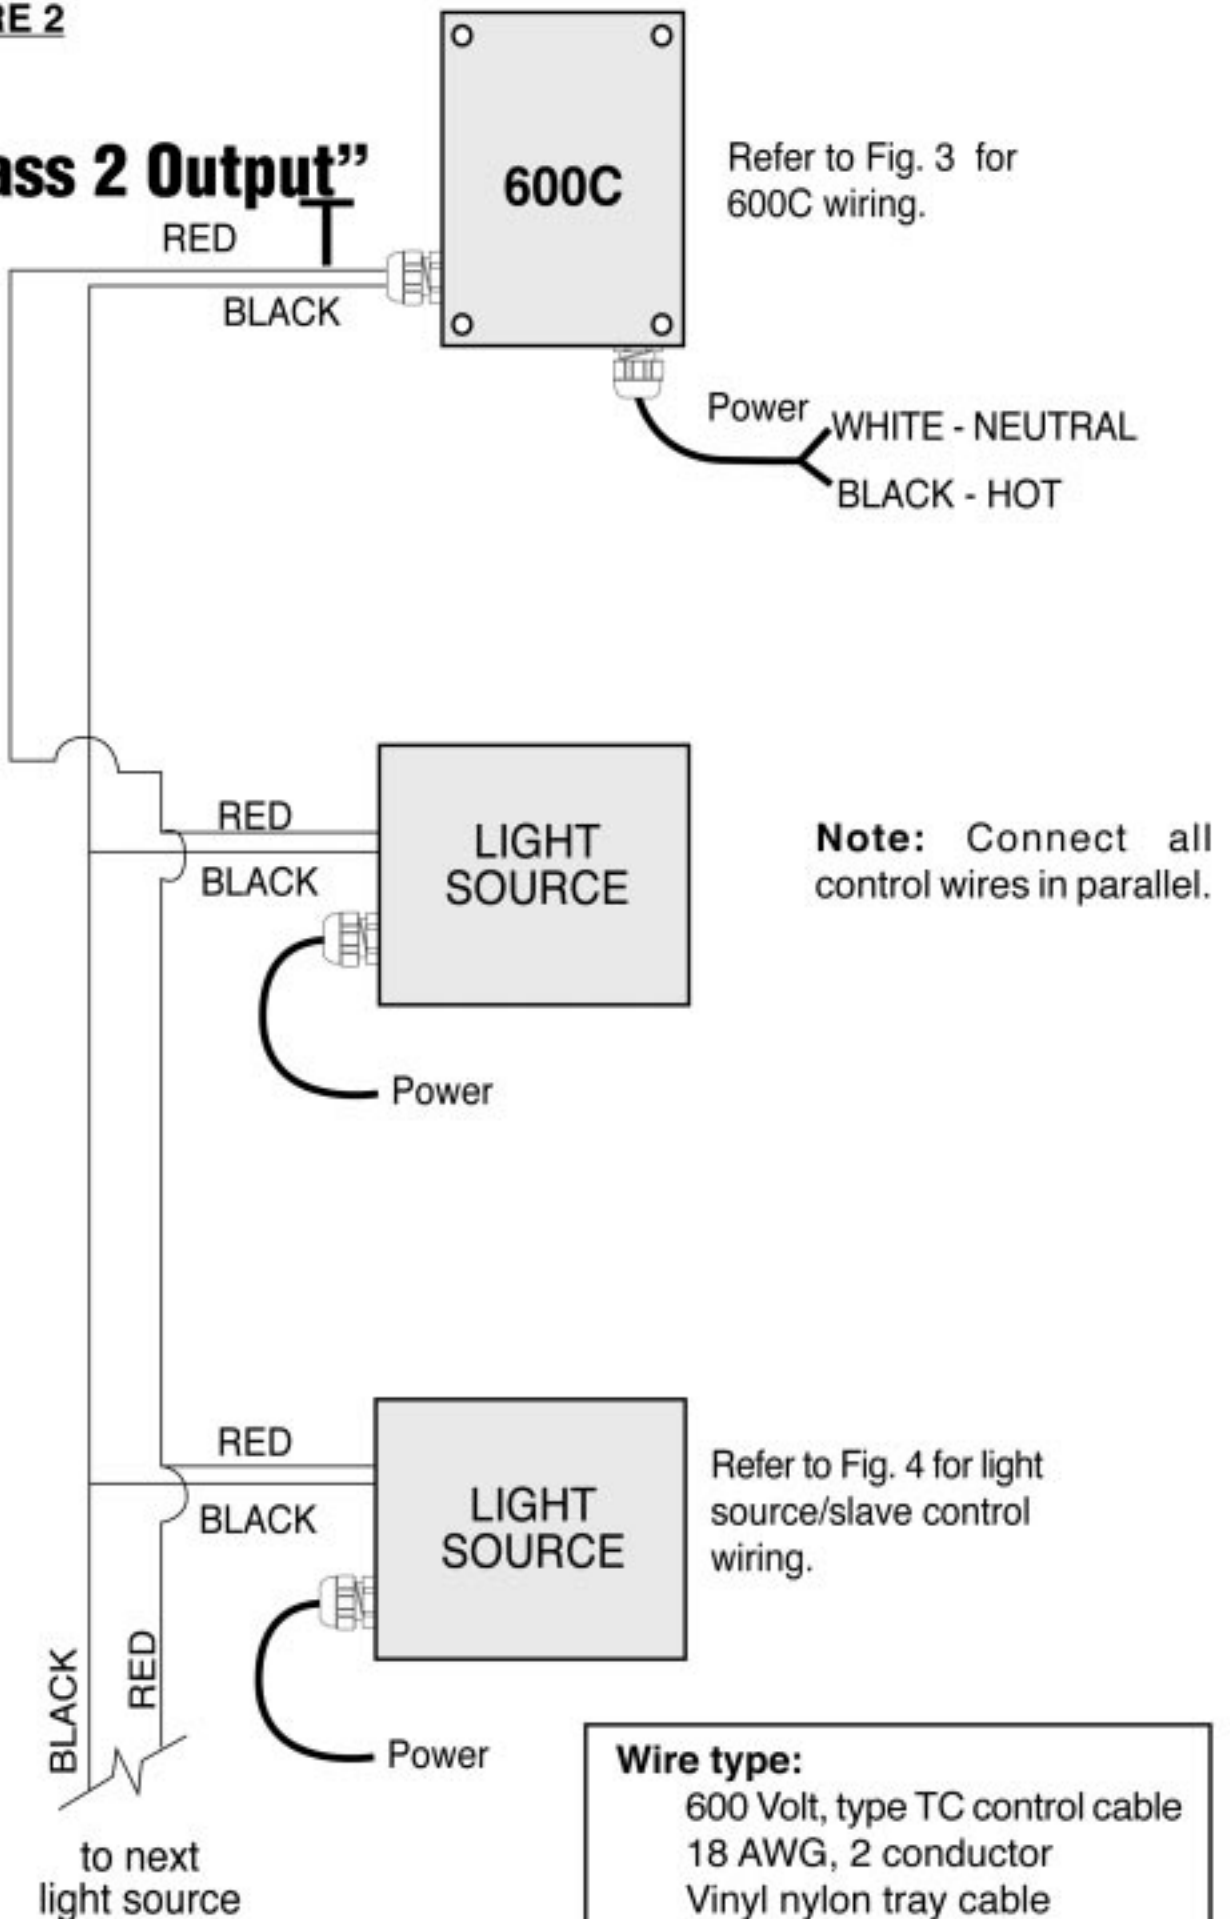 RE 2
ass 2 Output”
RED
BLACK
600C
Refer to Fig. 3 for
600C wiring.
Power
WHITE - NEUTRAL
BLACK - HOT
RED
BLACK
LIGHT
SOURCE
Note: Connect all
control wires in parallel.
Power
RED
BLACK
LIGHT
SOURCE
Refer to Fig. 4 for light
source/slave control
wiring.
BLACK
RED
Power
to next
light source
Wire type:
600 Volt, type TC control cable
18 AWG, 2 conductor
Vinyl nylon tray cable